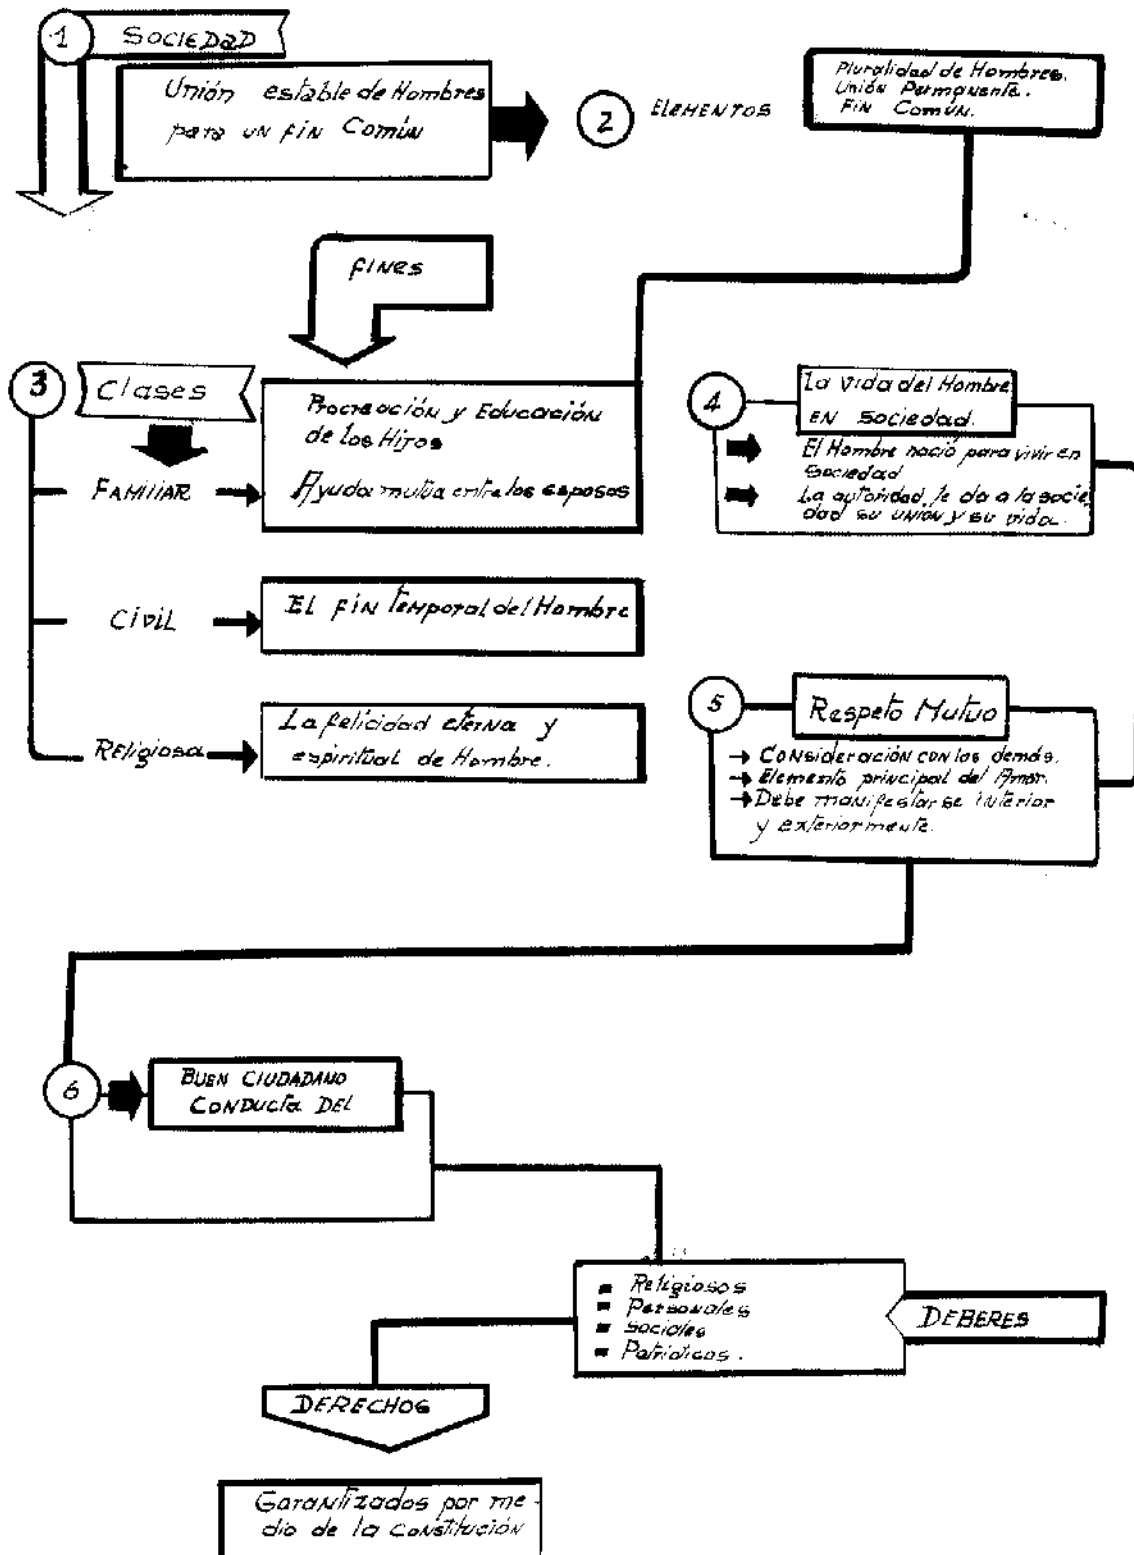 1 SOCIEDAD
Unión estable de Hombres
para un fin Común
2 ELEMENTOS
Pluralidad de Hombres.
Unión Permanente.
Fin Común.
fines
3 Clases
FAMILIAR
Procreación y Educación
de los Hijos
Ayuda mutua entre los esposos
CIVIL
El fin temporal del Hombre
Religiosa
La felicidad eterna y
espiritual de Hombre.
4 La Vida del Hombre
EN Sociedad.
El Hombre nació para vivir en
Sociedad
La autoridad, le da a la socie
dad su unión y su vida.
5 Respeto Mutuo
Consideración con los demás.
Elemento principal del Amor.
Debe manifestarse interior
y exteriormente.
6 BUEN CIUDADANO
CONDUCTA DEL
Religiosos
Personales
Sociales
Patrióticos.
DEBERES
DERECHOS
Garantizados por me-
dio de la Constitución